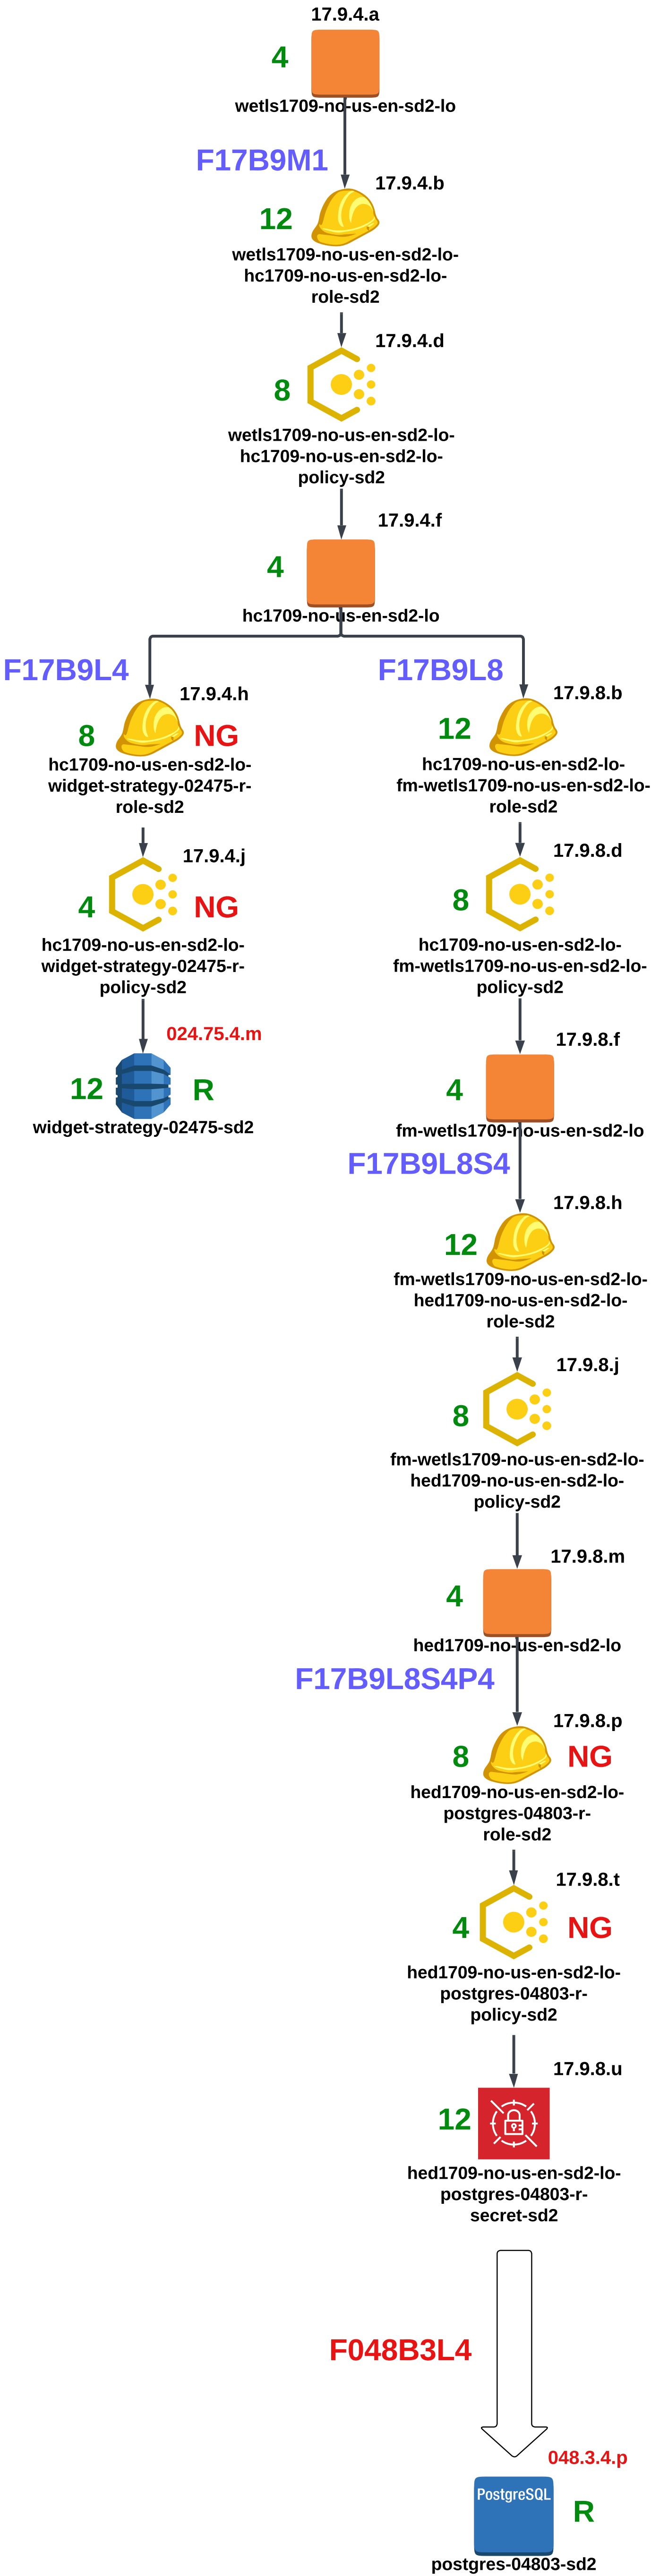 17.9.4.a
4
wetls1709-no-us-en-sd2-lo
F17B9M1
17.9.4.b
12
wetls1709-no-us-en-sd2-lo-
hc1709-no-us-en-sd2-lo-
role-sd2
17.9.4.d
8
wetls1709-no-us-en-sd2-lo-
hc1709-no-us-en-sd2-lo-
policy-sd2
17.9.4.f
4
hc1709-no-us-en-sd2-lo
F17B9L4
17.9.4.h
8
NG
hc1709-no-us-en-sd2-lo-
widget-strategy-02475-r-
role-sd2
17.9.4.j
4
NG
hc1709-no-us-en-sd2-lo-
widget-strategy-02475-r-
policy-sd2
024.75.4.m
12
R
widget-strategy-02475-sd2
F17B9L8
17.9.8.b
12
hc1709-no-us-en-sd2-lo-
fm-wetls1709-no-us-en-sd2-lo-
role-sd2
17.9.8.d
8
hc1709-no-us-en-sd2-lo-
fm-wetls1709-no-us-en-sd2-lo-
policy-sd2
17.9.8.f
4
fm-wetls1709-no-us-en-sd2-lo
F17B9L8S4
17.9.8.h
12
fm-wetls1709-no-us-en-sd2-lo-
hed1709-no-us-en-sd2-lo-
role-sd2
17.9.8.j
8
fm-wetls1709-no-us-en-sd2-lo-
hed1709-no-us-en-sd2-lo-
policy-sd2
17.9.8.m
4
hed1709-no-us-en-sd2-lo
F17B9L8S4P4
17.9.8.p
8
NG
hed1709-no-us-en-sd2-lo-
postgres-04803-r-
role-sd2
17.9.8.t
4
NG
hed1709-no-us-en-sd2-lo-
postgres-04803-r-
policy-sd2
17.9.8.u
12
hed1709-no-us-en-sd2-lo-
postgres-04803-r-
secret-sd2
F048B3L4
048.3.4.p
PostgreSQL
R
postgres-04803-sd2